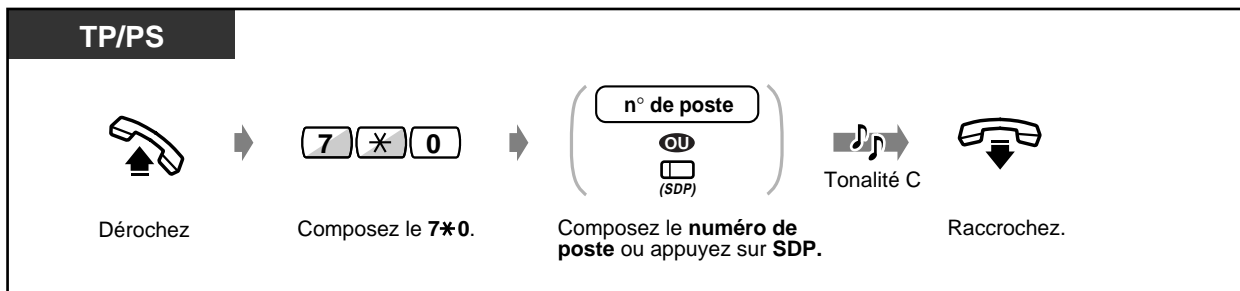 TP/PS
7 * 0
n° de poste
OU
(SDP)
Tonalité C
Dérochez
Composez le 7*0.
Composez le numéro de
poste ou appuyez sur SDP.
Raccrochez.